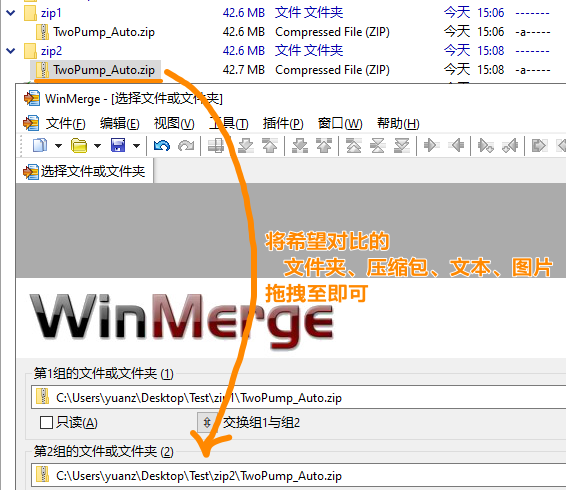 zip1 42.6 MB 文件 文件夹 今天 15:06 -------
TwoPump_Auto.zip 42.6 MB Compressed File (ZIP) 今天 15:06 -a-----
zip2 42.6 MB 文件 文件夹 今天 15:08 -------
TwoPump_Auto.zip 42.7 MB Compressed File (ZIP) 今天 15:08 -a-----
WinMerge - [选择文件或文件夹]
文件(F) 编辑(E) 视图(V) 工具(T) 插件(P) 窗口(W) 帮助(H)
选择文件或文件夹
将希望对比的
文件夹、压缩包、文本、图片
拖拽至即可
WinMerge
第1组的文件或文件夹 (1)
C:\Users\yuanz\Desktop\Test\zip1\TwoPump_Auto.zip
只读(A) 交换组1与组2
第2组的文件或文件夹 (2)
C:\Users\yuanz\Desktop\Test\zip2\TwoPump_Auto.zip